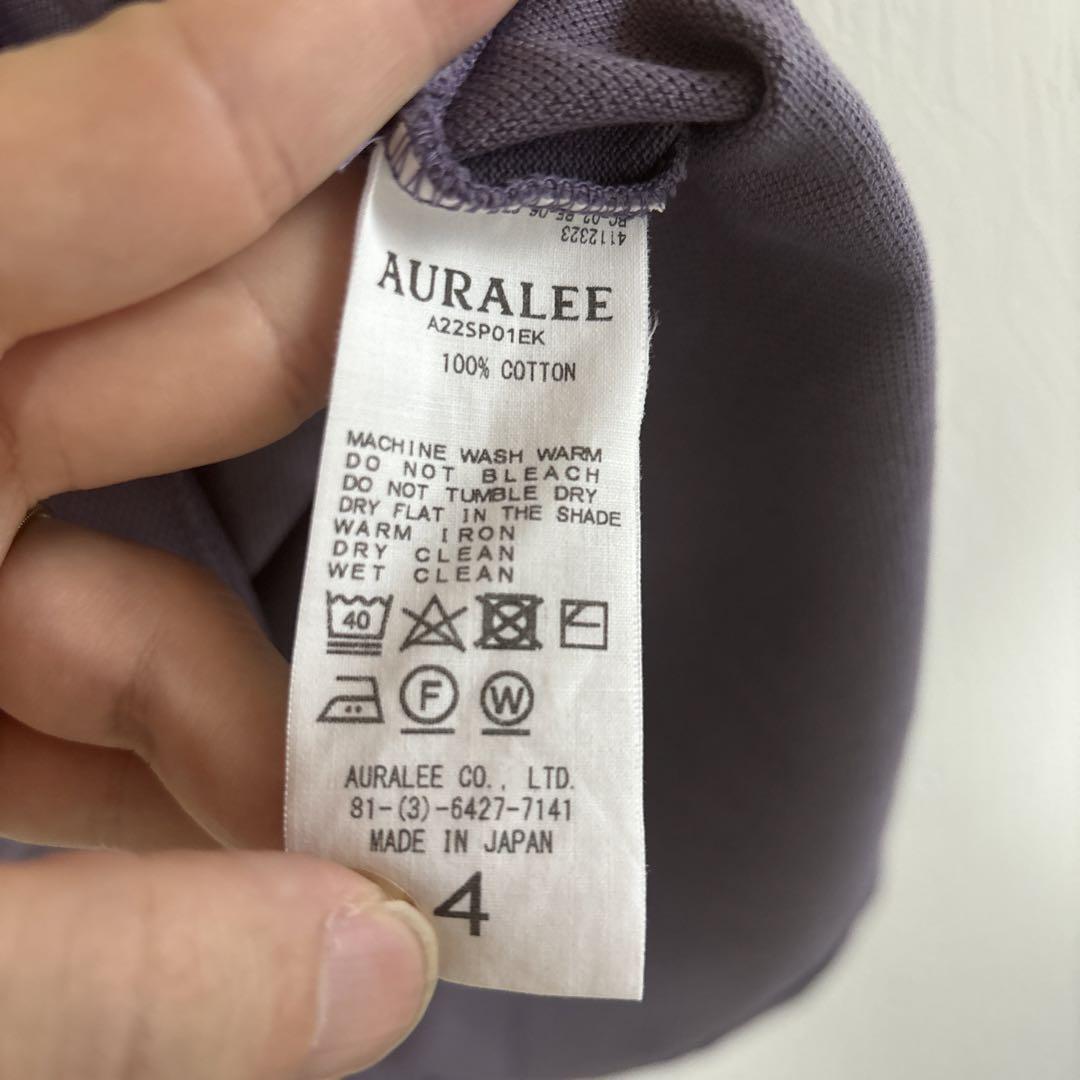 4112323
AURALEE
A22SP01EK
100% COTTON
MACHINE WASH WARM
DO NOT BLEACH
DO NOT TUMBLE DRY
DRY FLAT IN THE SHADE
WARM IRON
DRY CLEAN
WET CLEAN
40
F W
AURALEE CO., LTD.
81-(3)-6427-7141
MADE IN JAPAN
4